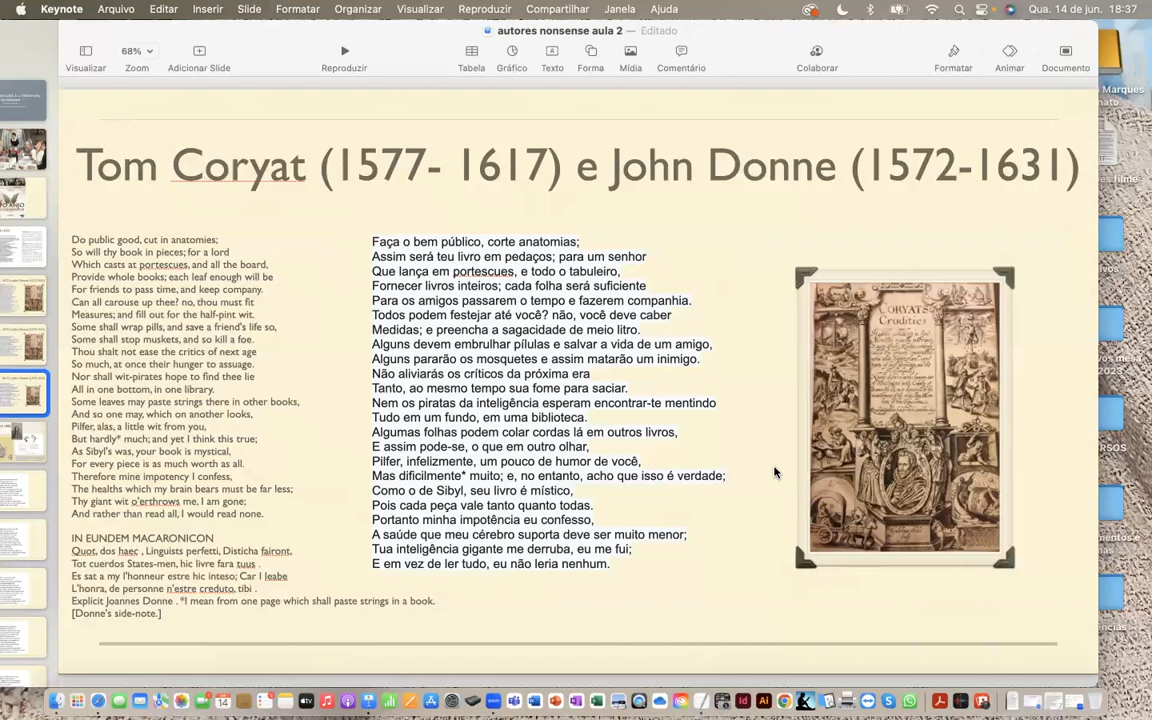 Keynote Arquivo Editar Inserir Slide Formatar Organizar Visualizar Reproduzir Compartilhar Janela Ajuda Qua. 14 de jun. 18:37
autores nonsense aula 2 — Editado
68%
Visualizar Zoom Adicionar Slide Reproduzir Tabela Gráfico Texto Forma Mídia Comentário Colaborar Formatar Animar Documento
Tom Coryat (1577- 1617) e John Donne (1572-1631)
Do public good, cut in anatomies;
So will thy book in pieces; for a lord
Which casts at portescues, and all the board,
Provide whole books; each leaf enough will be
For friends to pass time, and keep company.
Can all carouse up thee? no, thou must fit
Measures; and fill out for the half-pint wit.
Some shall wrap pills, and save a friend's life so,
Some shall stop muskets, and so kill a foe.
Thou shalt not ease the critics of next age
So much, at once their hunger to assuage.
Nor shall wit-pirates hope to find thee lie
All in one bottom, in one library.
Some leaves may paste strings there in other books,
And so one may, which on another looks,
Pilfer, alas, a little wit from you,
But hardly* much; and yet I think this true;
As Sibyl's was, your book is mystical,
For every piece is as much worth as all.
Therefore mine impotency I confess,
The healths which my brain bears must be far less;
Thy giant wit o'erthrows me, I am gone;
And rather than read all, I would read none.
IN EUNDEM MACARONICON
Quot, dos haec , Linguists perfetti, Disticha fairont,
Tot cuerdos States-men, hic livre fara tuus .
Es sat a my l'honneur estre hic inteso; Car I leabe
L'honra, de personne n'estre creduto, tibi .
Explicit Joannes Donne . *I mean from one page which shall paste strings in a book.
[Donne's side-note.]
Faça o bem público, corte anatomias;
Assim será teu livro em pedaços; para um senhor
Que lança em portescues, e todo o tabuleiro,
Fornecer livros inteiros; cada folha será suficiente
Para os amigos passarem o tempo e fazerem companhia.
Todos podem festejar até você? não, você deve caber
Medidas; e preencha a sagacidade de meio litro.
Alguns devem embrulhar pílulas e salvar a vida de um amigo,
Alguns pararão os mosquetes e assim matarão um inimigo.
Não aliviarás os críticos da próxima era
Tanto, ao mesmo tempo sua fome para saciar.
Nem os piratas da inteligência esperam encontrar-te mentindo
Tudo em um fundo, em uma biblioteca.
Algumas folhas podem colar cordas lá em outros livros,
E assim pode-se, o que em outro olhar,
Pilfer, infelizmente, um pouco de humor de você,
Mas dificilmente* muito; e, no entanto, acho que isso é verdade;
Como o de Sibyl, seu livro é místico,
Pois cada peça vale tanto quanto todas.
Portanto minha impotência eu confesso,
A saúde que meu cérebro suporta deve ser muito menor;
Tua inteligência gigante me derruba, eu me fui;
E em vez de ler tudo, eu não leria nenhum.
CORYATS
Crudities